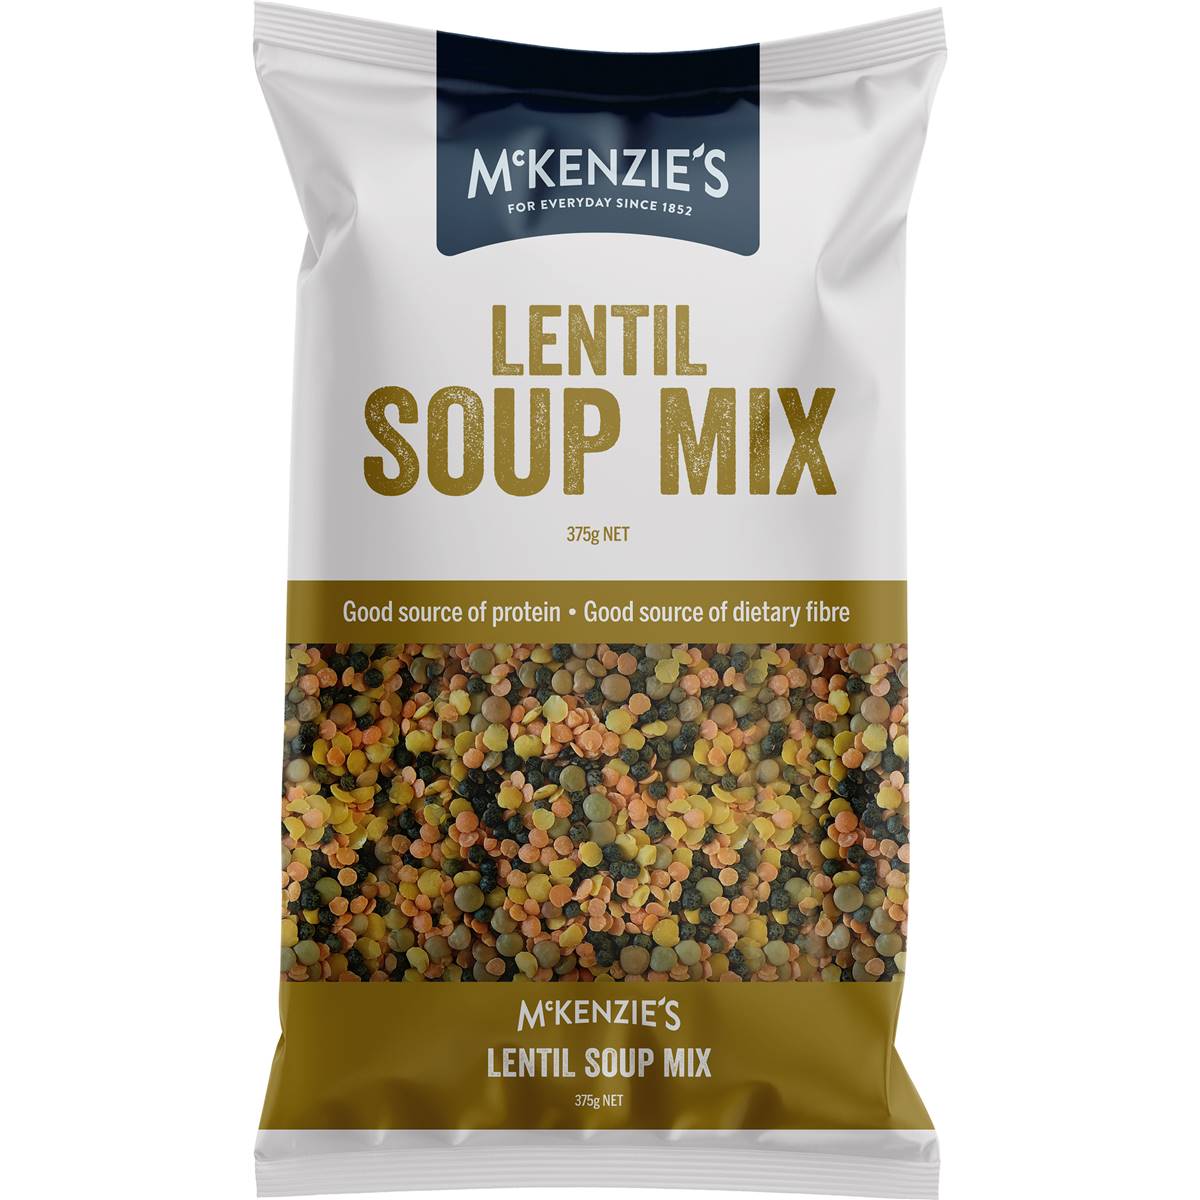 McKENZIE'S
FOR EVERYDAY SINCE 1852
LENTIL
SOUP MIX
375g NET
Good source of protein • Good source of dietary fibre
McKENZIE'S
LENTIL SOUP MIX
375g NET